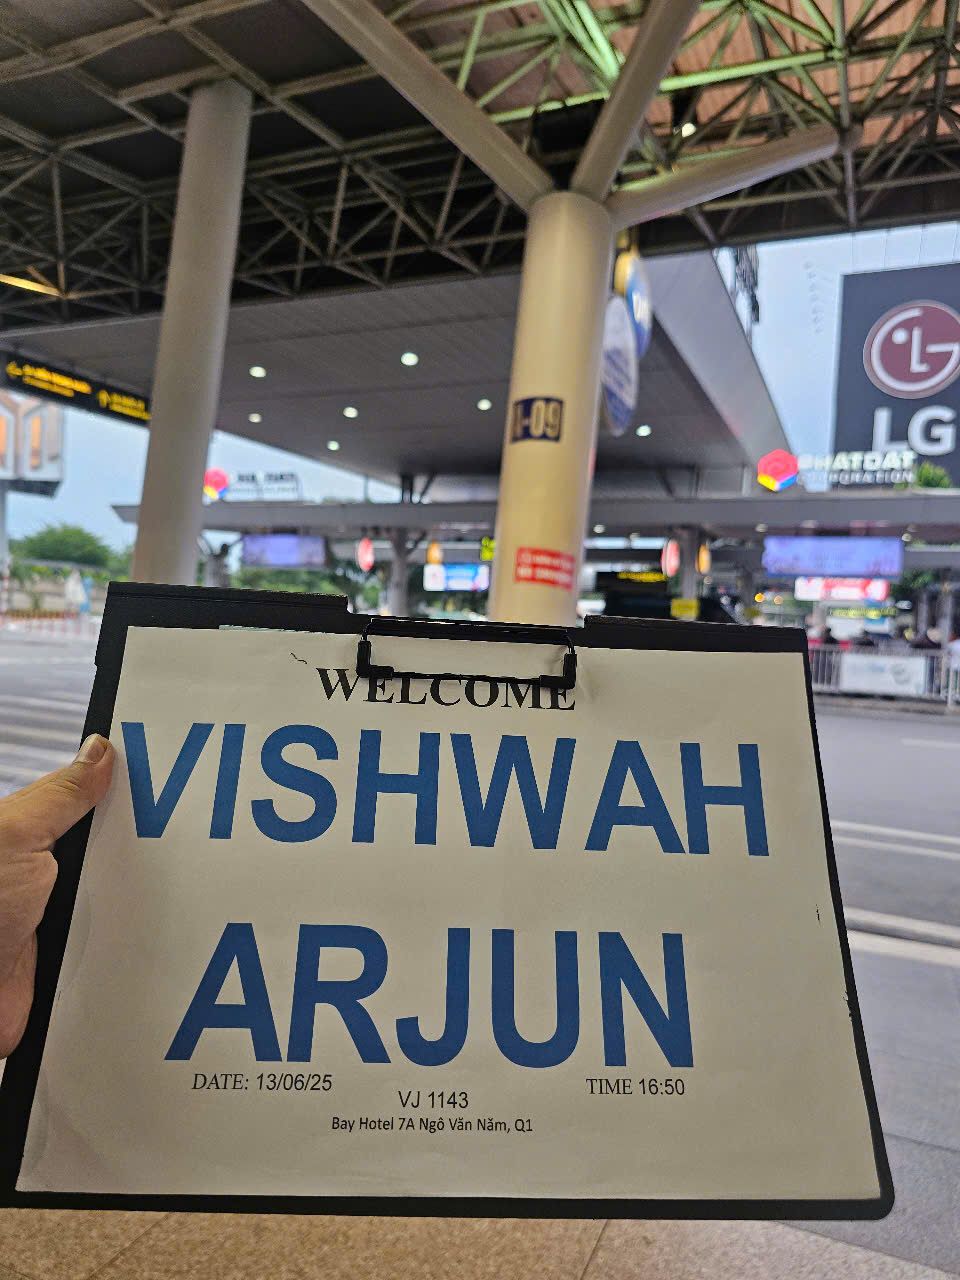 LG
PHATDAT
CORPORATION
H-09
WELCOME
VISHWAH
ARJUN
DATE: 13/06/25
TIME 16:50
VJ 1143
Bay Hotel 7A Ngô Văn Năm, Q1